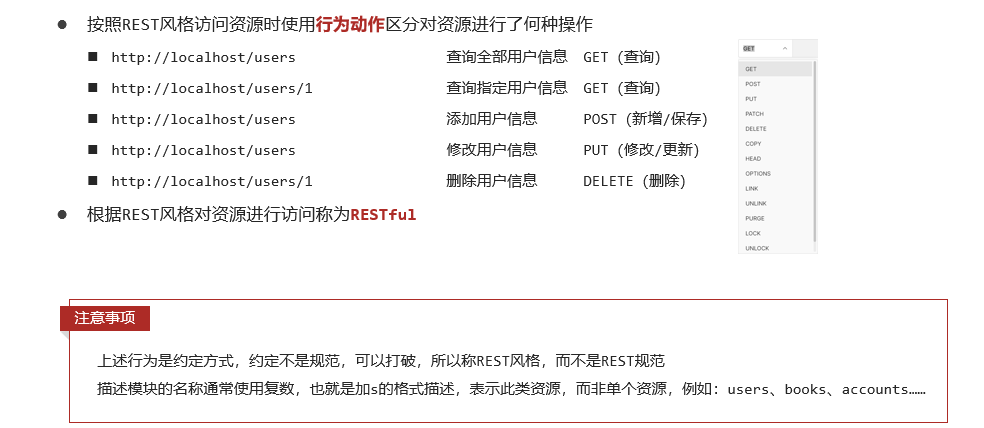 按照REST风格访问资源时使用行为动作区分对资源进行了何种操作
http://localhost/users 查询全部用户信息 GET（查询）
http://localhost/users/1 查询指定用户信息 GET（查询）
http://localhost/users 添加用户信息 POST（新增/保存）
http://localhost/users 修改用户信息 PUT（修改/更新）
http://localhost/users/1 删除用户信息 DELETE（删除）
根据REST风格对资源进行访问称为RESTful
GET
GET
POST
PUT
PATCH
DELETE
COPY
HEAD
OPTIONS
LINK
UNLINK
PURGE
LOCK
UNLOCK
注意事项
上述行为是约定方式，约定不是规范，可以打破，所以称REST风格，而不是REST规范
描述模块的名称通常使用复数，也就是加s的格式描述，表示此类资源，而非单个资源，例如：users、books、accounts……